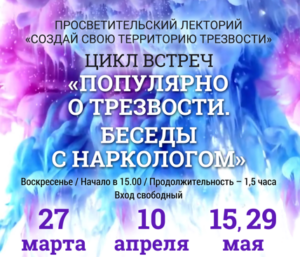 ПРОСВЕТИТЕЛЬСКИЙ ЛЕКТОРИЙ
«СОЗДАЙ СВОЮ ТЕРРИТОРИЮ ТРЕЗВОСТИ»
ЦИКЛ ВСТРЕЧ
«ПОПУЛЯРНО
О ТРЕЗВОСТИ.
БЕСЕДЫ
С НАРКОЛОГОМ»
Воскресенье / Начало в 15.00 / Продолжительность – 1,5 часа
Вход свободный
27 10 15, 29
марта апреля мая